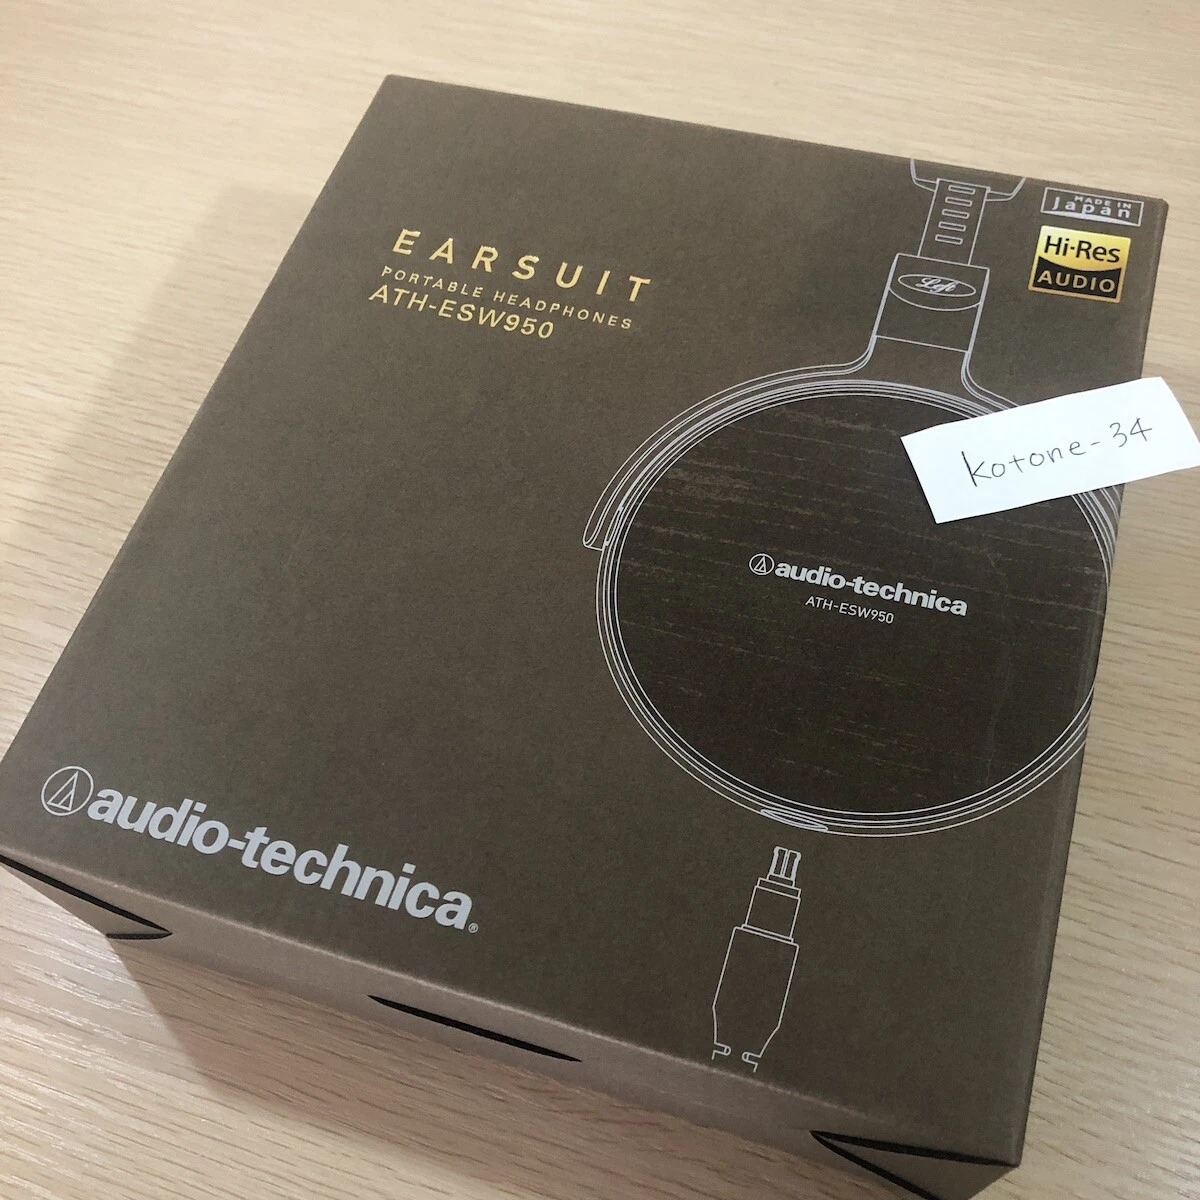 EARSUIT
PORTABLE HEADPHONES
ATH-ESW950
MADE IN
Japan
Hi-Res
AUDIO
Left
kotone-34
audio-technica
ATH-ESW950
audio-technica®